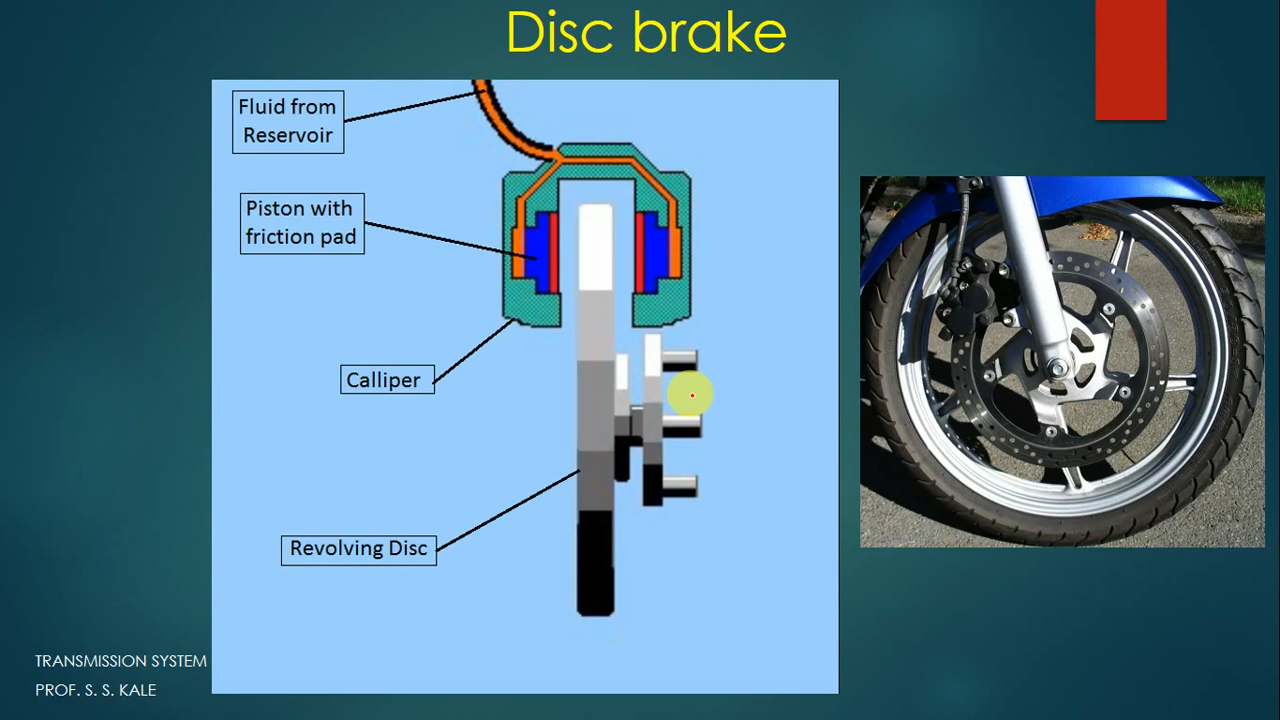 Disc brake
Fluid from
Reservoir
Piston with
friction pad
Calliper
Revolving Disc
TRANSMISSION SYSTEM
PROF. S. S. KALE